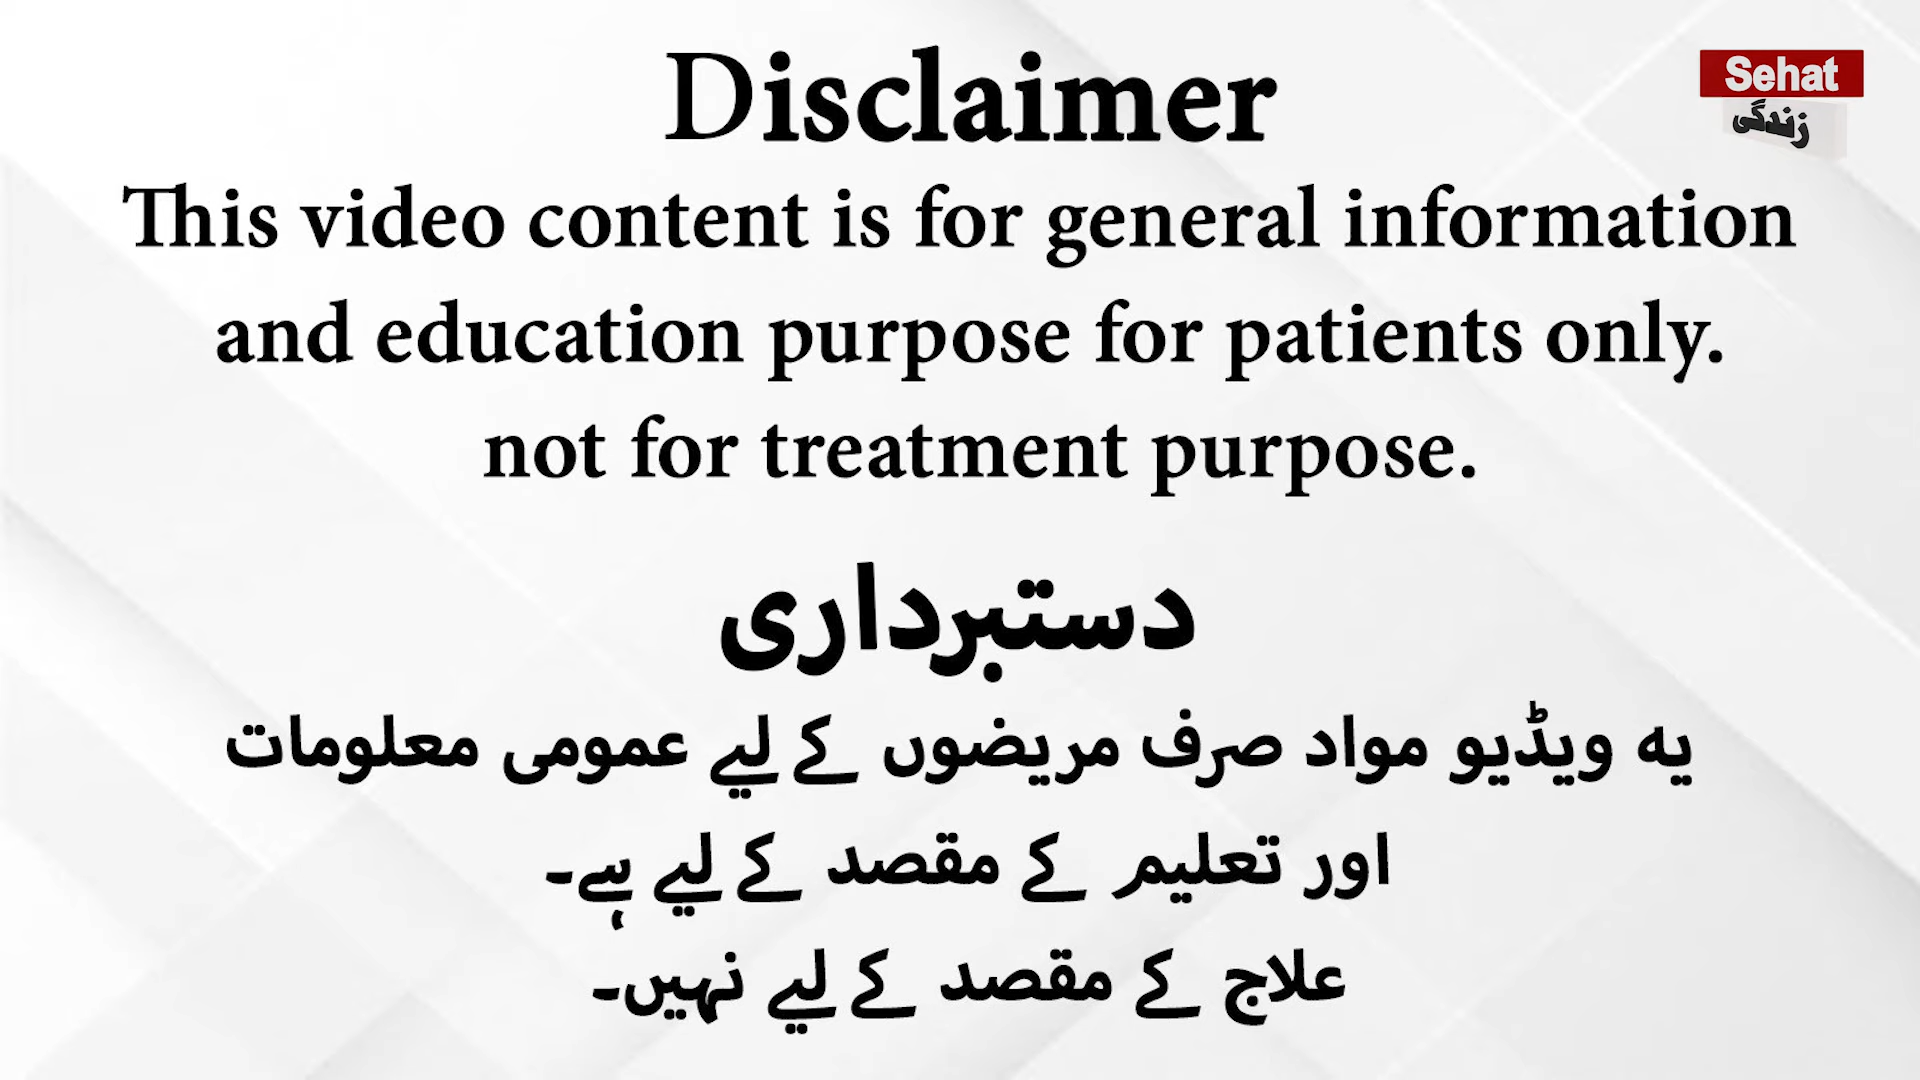 Disclaimer
Sehat
زندگی
This video content is for general information
and education purpose for patients only.
not for treatment purpose.
دستبرداری
یہ ویڈیو مواد صرف مریضوں کے لیے عمومی معلومات
اور تعلیم کے مقصد کے لیے ہے۔
علاج کے مقصد کے لیے نہیں۔